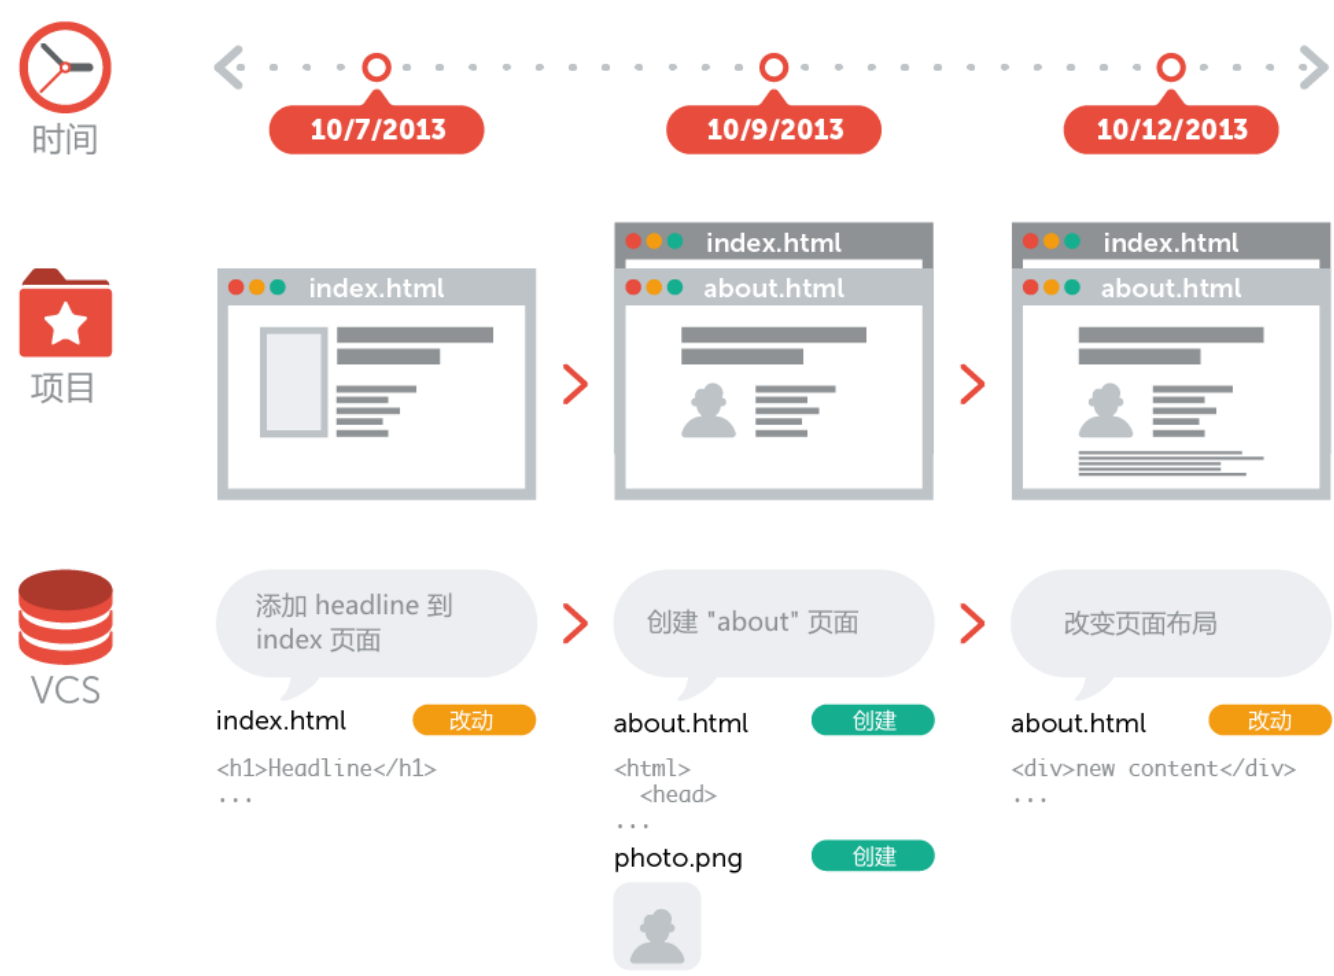 时间
10/7/2013
10/9/2013
10/12/2013
项目
index.html
index.html
about.html
index.html
about.html
VCS
添加 headline 到
index 页面
index.html 改动
<h1>Headline</h1>
...
创建 "about" 页面
about.html 创建
<html>
<head>
...
photo.png 创建
改变页面布局
about.html 改动
<div>new content</div>
...